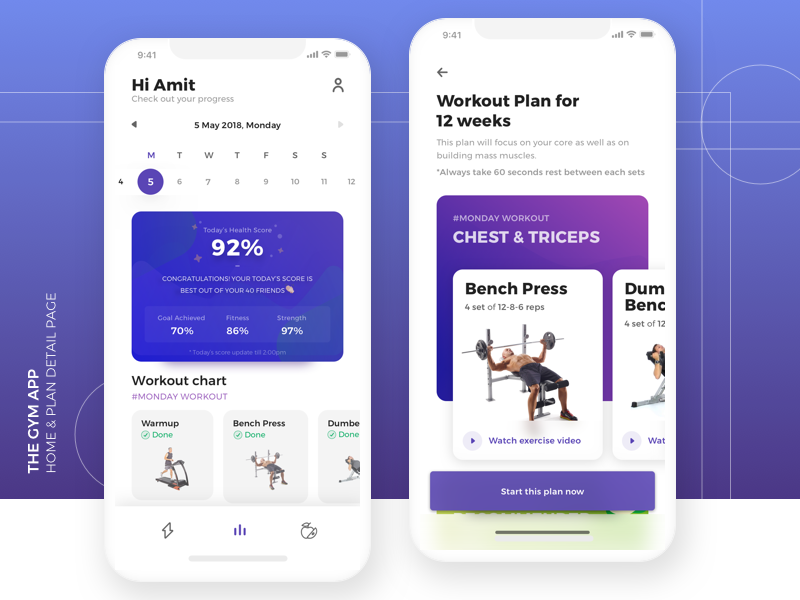 THE GYM APP
HOME & PLAN DETAIL PAGE
9:41
Hi Amit
Check out your progress
5 May 2018, Monday
M T W T F S S
4 5 6 7 8 9 10 11 12
Today's Health Score
92%
CONGRATULATIONS! YOUR TODAY'S SCORE IS
BEST OUT OF YOUR 40 FRIENDS
Goal Achieved Fitness Strength
70% 86% 97%
*Today's score update till 2:00pm
Workout chart
#MONDAY WORKOUT
Warmup Bench Press Dumbe
Done Done Done
9:41
Workout Plan for
12 weeks
This plan will focus on your core as well as on
building mass muscles.
*Always take 60 seconds rest between each sets
#MONDAY WORKOUT
CHEST & TRICEPS
Bench Press
4 set of 12-8-6 reps
Watch exercise video
Dum
Benc
4 set of 12
Wat
Start this plan now